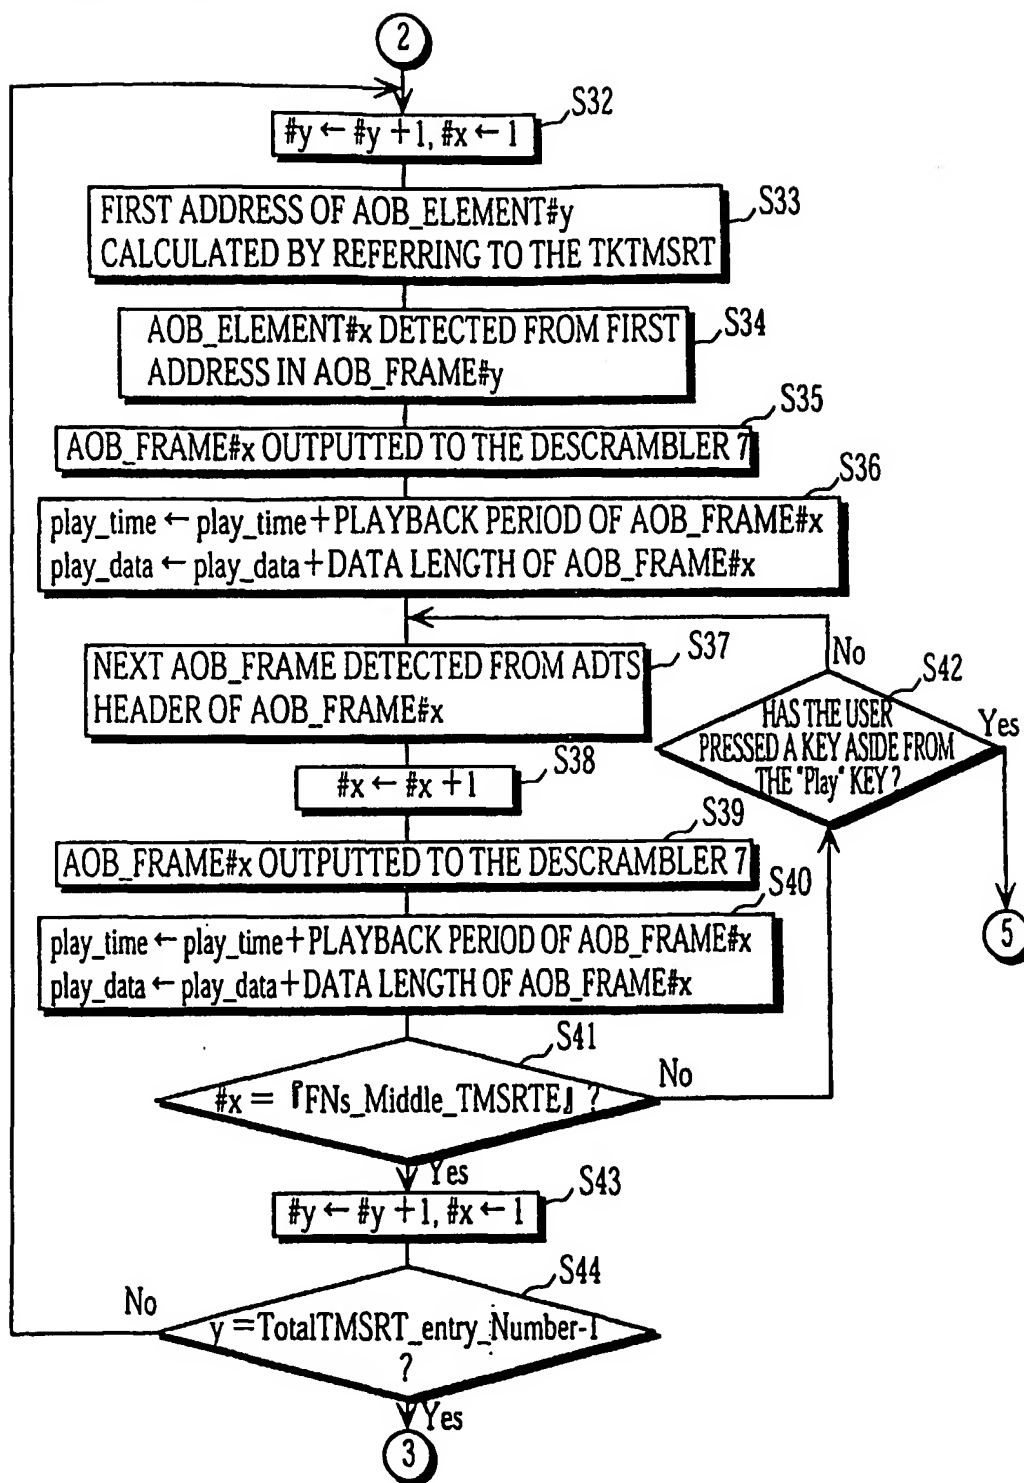 2
S32
#y ← #y + 1, #x ← 1
S33
FIRST ADDRESS OF AOB_ELEMENT#y
CALCULATED BY REFERRING TO THE TKTMSRT
S34
AOB_ELEMENT#x DETECTED FROM FIRST
ADDRESS IN AOB_FRAME#y
S35
AOB_FRAME#x OUTPUTTED TO THE DESCRAMBLER 7
S36
play_time ← play_time+PLAYBACK PERIOD OF AOB_FRAME#x
play_data ← play_data+DATA LENGTH OF AOB_FRAME#x
S37
NEXT AOB_FRAME DETECTED FROM ADTS
HEADER OF AOB_FRAME#x
No
S42
HAS THE USER
PRESSED A KEY ASIDE FROM
THE "Play" KEY ?
Yes
S38
#x ← #x + 1
S39
AOB_FRAME#x OUTPUTTED TO THE DESCRAMBLER 7
S40
play_time ← play_time+PLAYBACK PERIOD OF AOB_FRAME#x
play_data ← play_data+DATA LENGTH OF AOB_FRAME#x
5
S41
#x = 『FNs_Middle_TMSRTE』 ?
No
Yes
S43
#y ← #y + 1, #x ← 1
S44
No
y =TotalTMSRT_entry_Number-1
?
Yes
3